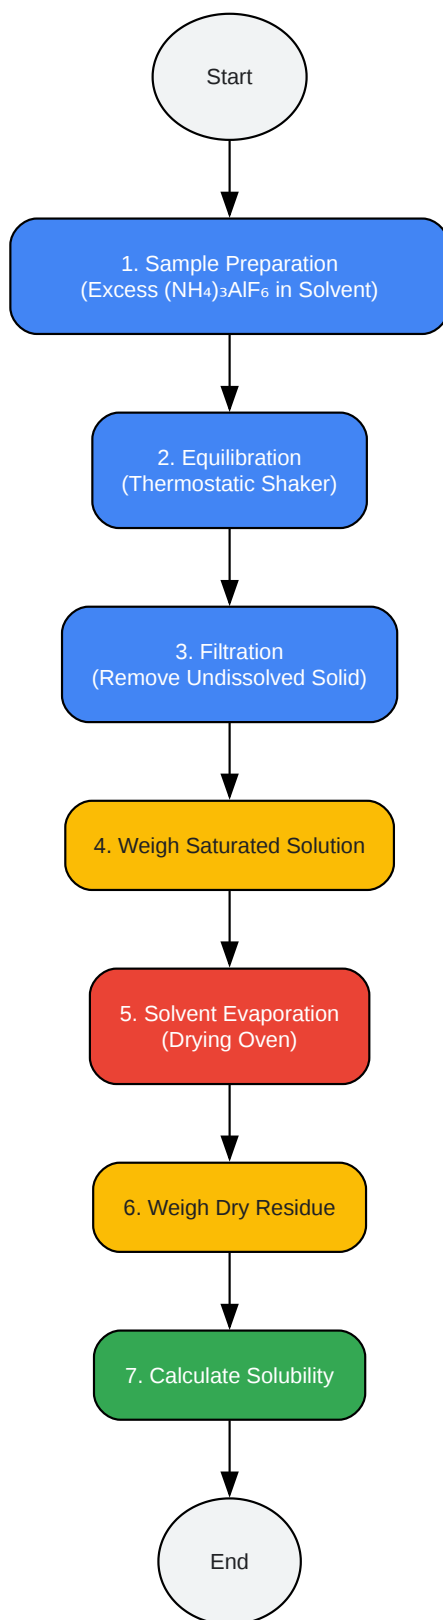 Start
1. Sample Preparation
(Excess (NH₄)₃AlF₆ in Solvent)
2. Equilibration
(Thermostatic Shaker)
3. Filtration
(Remove Undissolved Solid)
4. Weigh Saturated Solution
5. Solvent Evaporation
(Drying Oven)
6. Weigh Dry Residue
7. Calculate Solubility
End